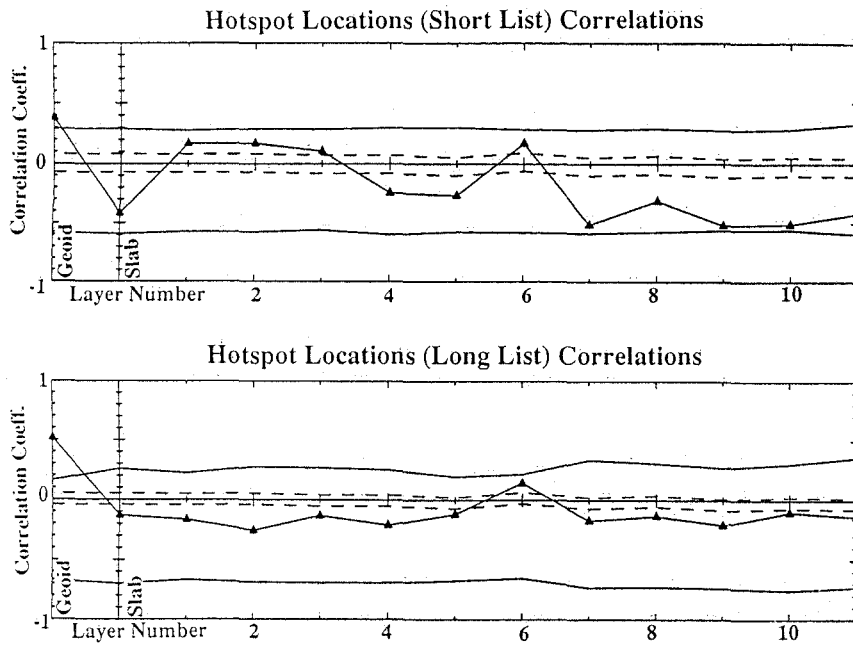 Hotspot Locations (Short List) Correlations
1
Correlation Coeff.
0
-1
Geoid
Slab
Layer Number
2
4
6
8
10
Hotspot Locations (Long List) Correlations
1
Correlation Coeff.
0
-1
Geoid
Slab
Layer Number
2
4
6
8
10